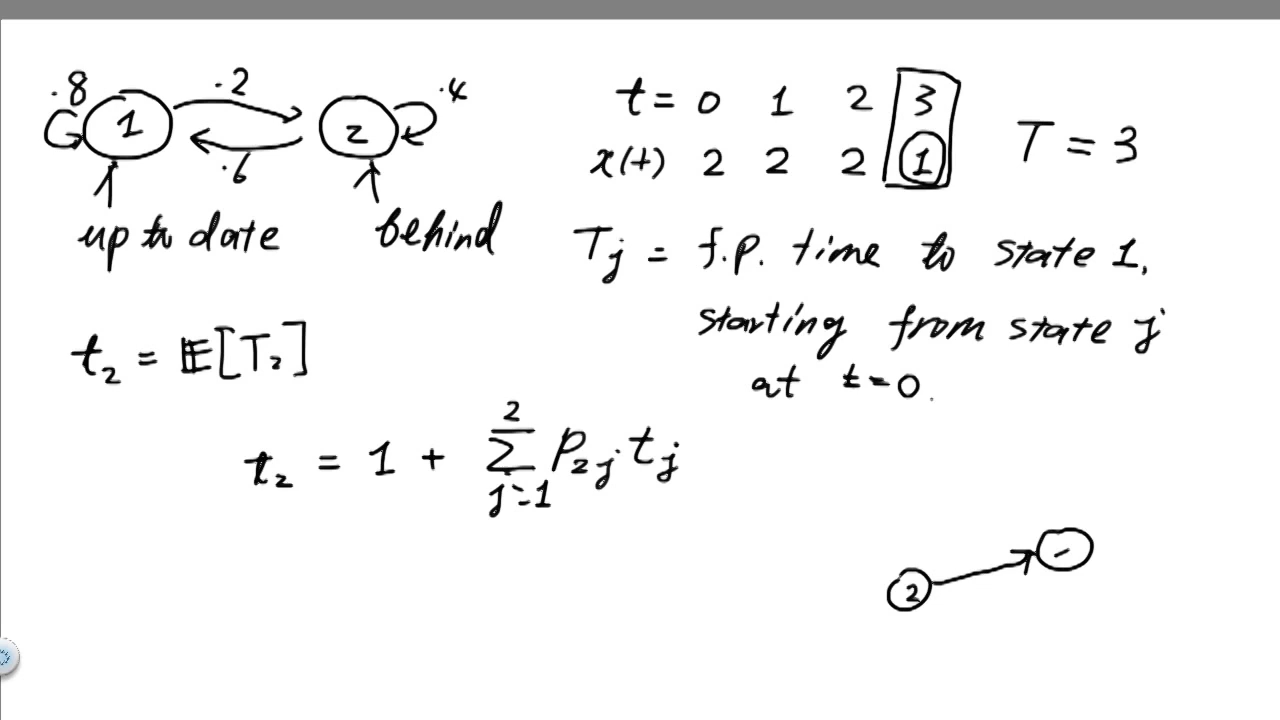 .8 .2 .4
1 2
.6
up to date behind
t = 0 1 2 3
x(t) 2 2 2 1
T = 3
T_j = f.p. time to state 1,
starting from state j
at t=0.
t_2 = 𝔼[T_2]
t_2 = 1 + \sum_{j=1}^{2} P_{2j} t_j
2